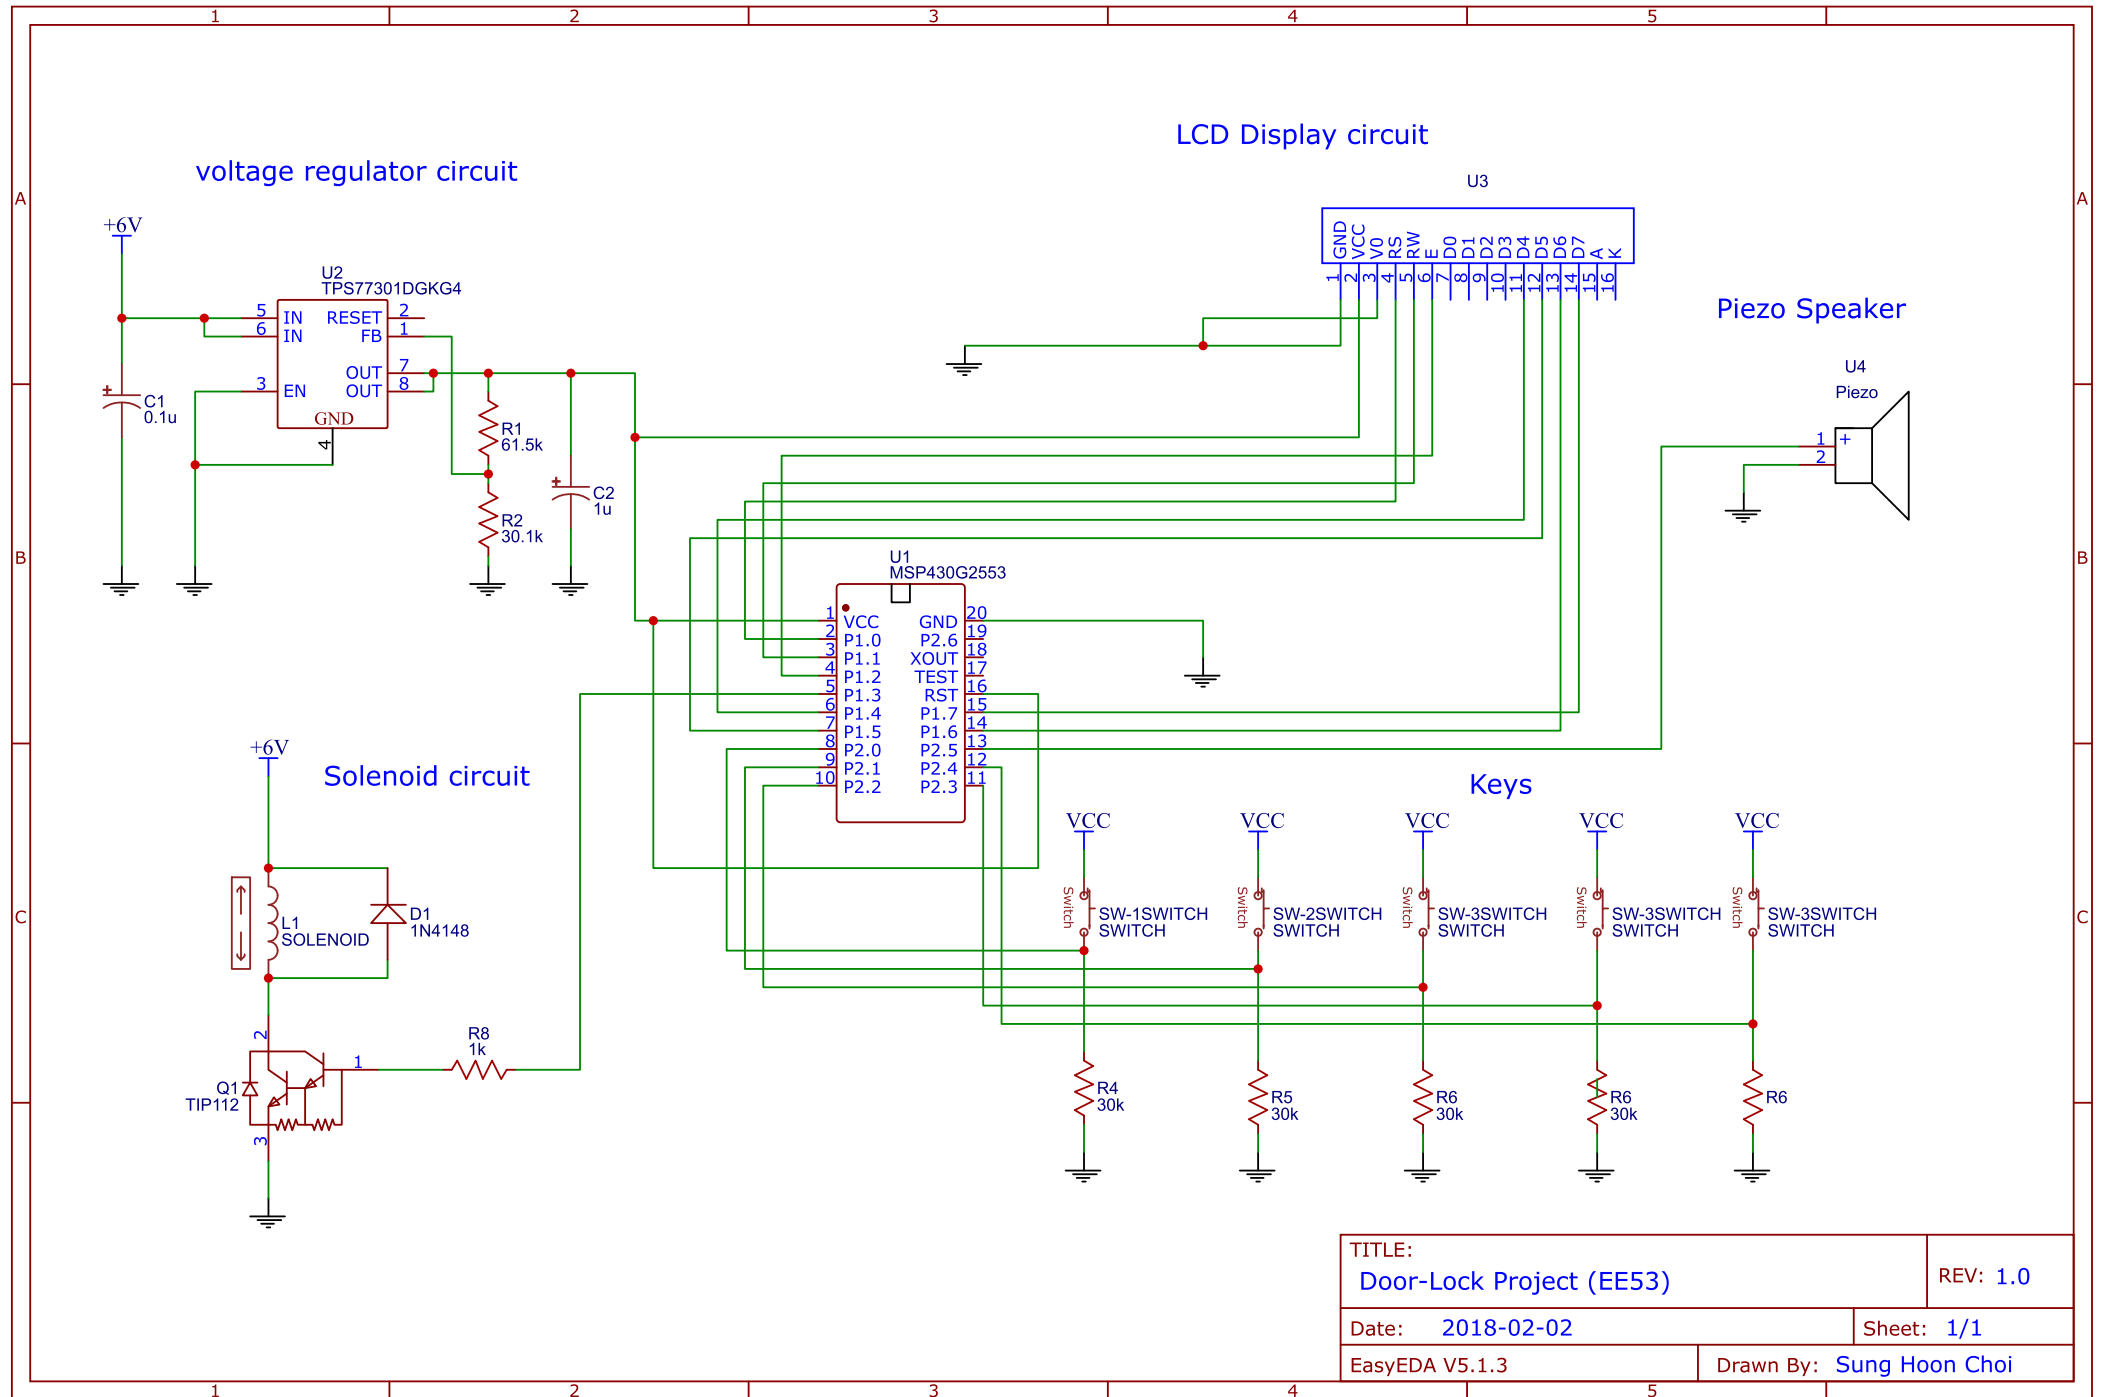 1 2 3 4 5
A
B
C
A
B
C
voltage regulator circuit
+6V
U2
TPS77301DGKG4
5 IN RESET 2
6 IN FB 1
OUT 7
3 EN OUT 8
GND
4
+
C1
0.1u
R1
61.5k
R2
30.1k
+
C2
1u
LCD Display circuit
U3
GND VCC V0 RS RW E D0 D1 D2 D3 D4 D5 D6 D7 A K
1 2 3 4 5 6 7 8 9 10 11 12 13 14 15 16
Piezo Speaker
U4
Piezo
1 +
2
U1
MSP430G2553
1 VCC GND 20
2 P1.0 P2.6 19
3 P1.1 XOUT 18
4 P1.2 TEST 17
5 P1.3 RST 16
6 P1.4 P1.7 15
7 P1.5 P1.6 14
8 P2.0 P2.5 13
9 P2.1 P2.4 12
10 P2.2 P2.3 11
Solenoid circuit
+6V
L1
SOLENOID
D1
1N4148
2
1
3
Q1
TIP112
R8
1k
Keys
VCC VCC VCC VCC VCC
Switch Switch Switch Switch Switch
SW-1SWITCH
SWITCH
SW-2SWITCH
SWITCH
SW-3SWITCH
SWITCH
SW-3SWITCH
SWITCH
SW-3SWITCH
SWITCH
R4
30k
R5
30k
R6
30k
R6
30k
R6
TITLE:
Door-Lock Project (EE53)
REV: 1.0
Date: 2018-02-02
Sheet: 1/1
EasyEDA V5.1.3
Drawn By: Sung Hoon Choi
1 2 3 4 5